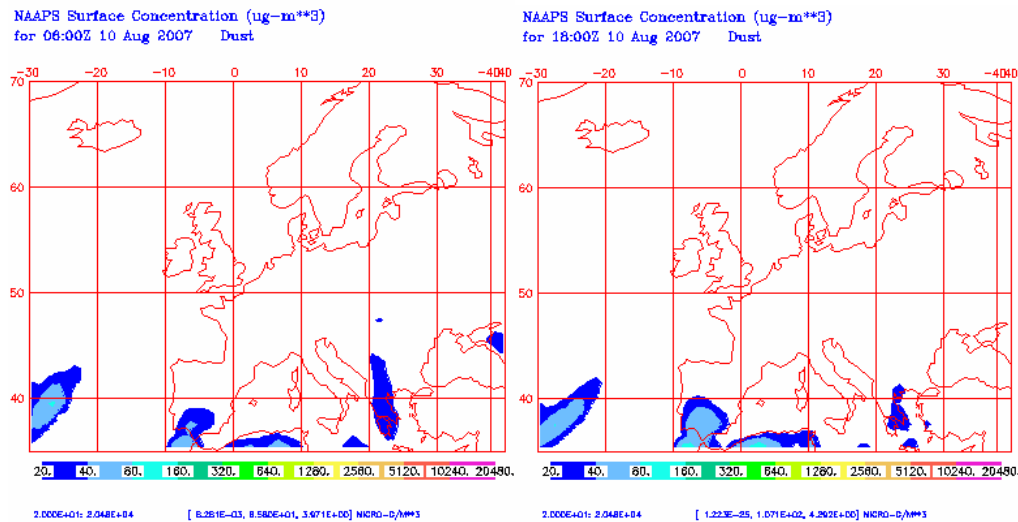 NAAPS Surface Concentration (ug-m**3)
for 06:00Z 10 Aug 2007 Dust
-30 -20 -10 0 10 20 30 -4040
70
60
50
40
20. 40. 80. 160. 320. 640. 1280. 2560. 5120. 10240. 20480.
2.000E+01: 2.048E+04 [ 8.281E-03, 8.580E+01, 3.971E+00] MICRO-G/M**3
NAAPS Surface Concentration (ug-m**3)
for 18:00Z 10 Aug 2007 Dust
-30 -20 -10 0 10 20 30 -4040
70
60
50
40
20. 40. 80. 160. 320. 640. 1280. 2560. 5120. 10240. 20480.
2.000E+01: 2.048E+04 [ 1.223E-25, 1.071E+02, 4.292E+00] MICRO-G/M**3